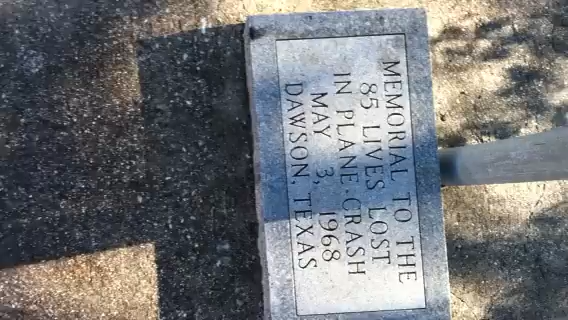 MEMORIAL TO THE
85 LIVES LOST
IN PLANE CRASH
MAY 3, 1968
DAWSON, TEXAS